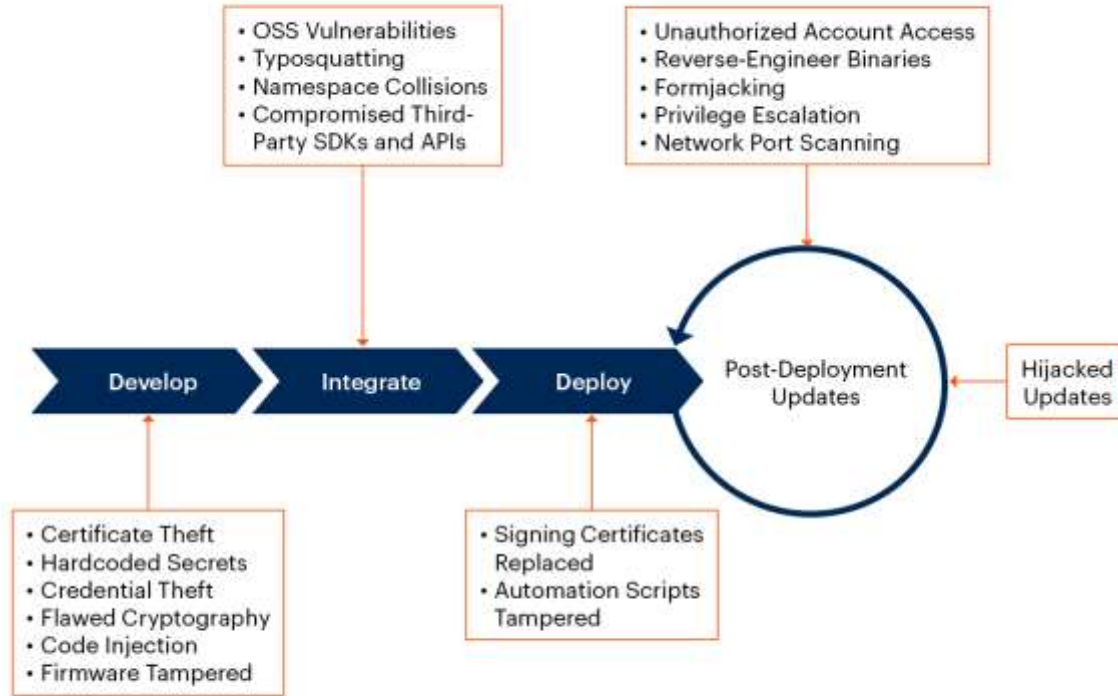 • OSS Vulnerabilities
• Typosquatting
• Namespace Collisions
• Compromised Third-
Party SDKs and APIs
• Unauthorized Account Access
• Reverse-Engineer Binaries
• Formjacking
• Privilege Escalation
• Network Port Scanning
Develop
Integrate
Deploy
Post-Deployment
Updates
Hijacked
Updates
• Certificate Theft
• Hardcoded Secrets
• Credential Theft
• Flawed Cryptography
• Code Injection
• Firmware Tampered
• Signing Certificates
Replaced
• Automation Scripts
Tampered